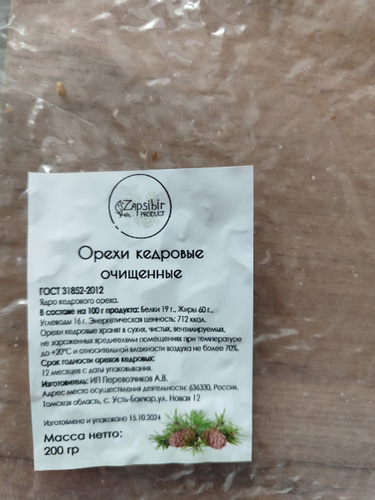 Zapsibir
PRODUCT
Орехи кедровые
очищенные
ГОСТ 31852-2012
Ядро кедрового ореха.
В составе на 100 г продукта: Белки 19 г., Жиры 60 г.,
Углеводы 16 г. Энергетическая ценность: 712 ккал.
Орехи кедровые хранят в сухих, чистых, вентилируемых,
не зараженных вредителями помещениях при температуре
до +20°С и относительной влажности воздуха не более 70%.
Срок годности орехов кедровых:
12 месяцев с даты упаковывания.
Изготовитель: ИП Перевозчиков А.В.
Адрес места осуществления деятельности: 636330, Россия,
Томская область, с. Усть-Бакчар,ул. Новая 12
Изготовлено и упаковано 15.10.2024
Масса нетто:
200 гр